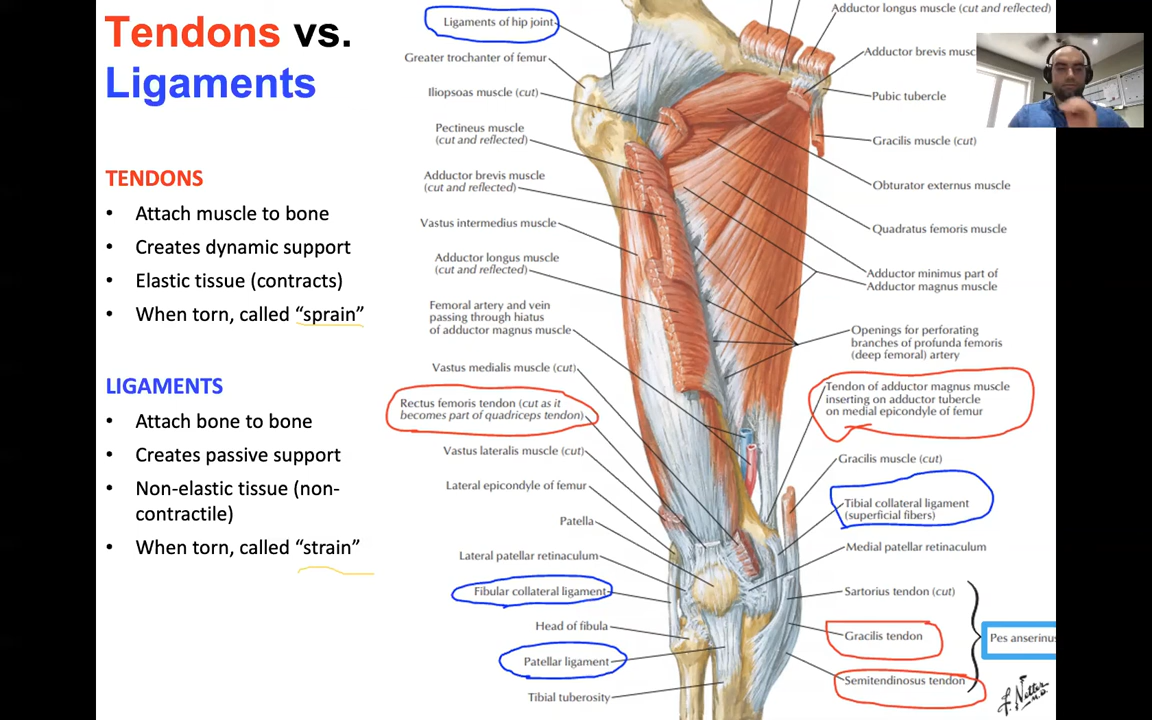 Tendons vs.
Ligaments
TENDONS
• Attach muscle to bone
• Creates dynamic support
• Elastic tissue (contracts)
• When torn, called “sprain”
LIGAMENTS
• Attach bone to bone
• Creates passive support
• Non-elastic tissue (non-
contractile)
• When torn, called “strain”
Ligaments of hip joint
Greater trochanter of femur
Iliopsoas muscle (cut)
Pectineus muscle
(cut and reflected)
Adductor brevis muscle
(cut and reflected)
Vastus intermedius muscle
Adductor longus muscle
(cut and reflected)
Femoral artery and vein
passing through hiatus
of adductor magnus muscle
Vastus medialis muscle (cut)
Rectus femoris tendon (cut as it
becomes part of quadriceps tendon)
Vastus lateralis muscle (cut)
Lateral epicondyle of femur
Patella
Lateral patellar retinaculum
Fibular collateral ligament
Head of fibula
Patellar ligament
Tibial tuberosity
Adductor longus muscle (cut and reflected)
Adductor brevis
Pubic tubercle
Gracilis muscle (cut)
Obturator externus muscle
Quadratus femoris muscle
Adductor minimus part of
Adductor magnus muscle
Openings for perforating
branches of profunda femoris
(deep femoral) artery
Tendon of adductor magnus muscle
inserting on adductor tubercle
on medial epicondyle of femur
Gracilis muscle (cut)
Tibial collateral ligament
(superficial fibers)
Medial patellar retinaculum
Sartorius tendon (cut)
Gracilis tendon
Semitendinosus tendon
Pes anserinus
F. Netter
M.D.